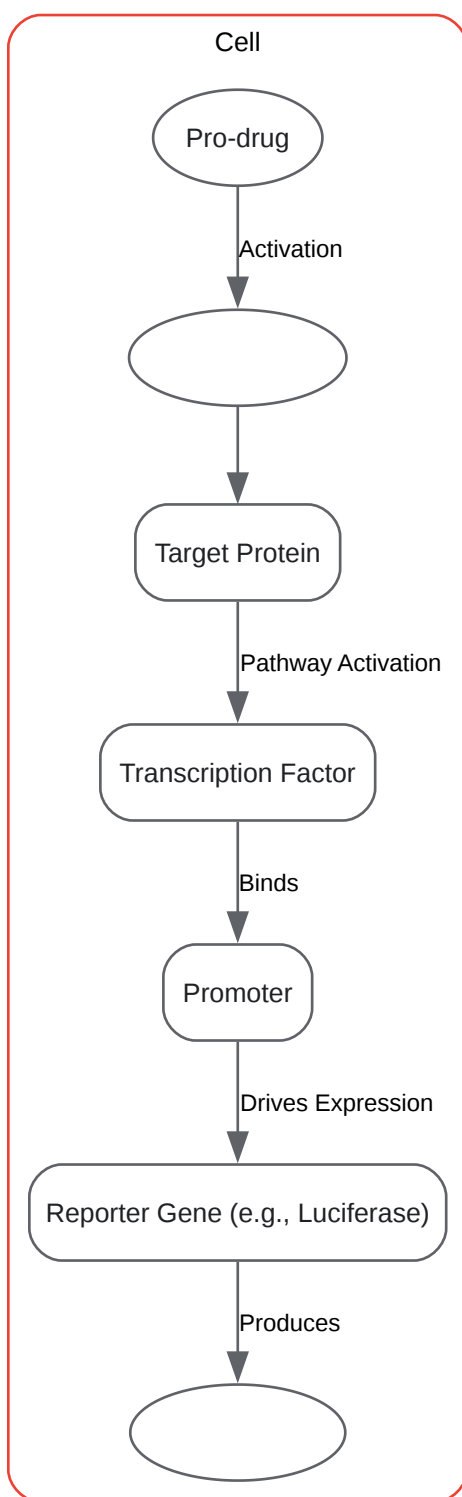 Cell
Pro-drug
Activation
Target Protein
Pathway Activation
Transcription Factor
Binds
Promoter
Drives Expression
Reporter Gene (e.g., Luciferase)
Produces